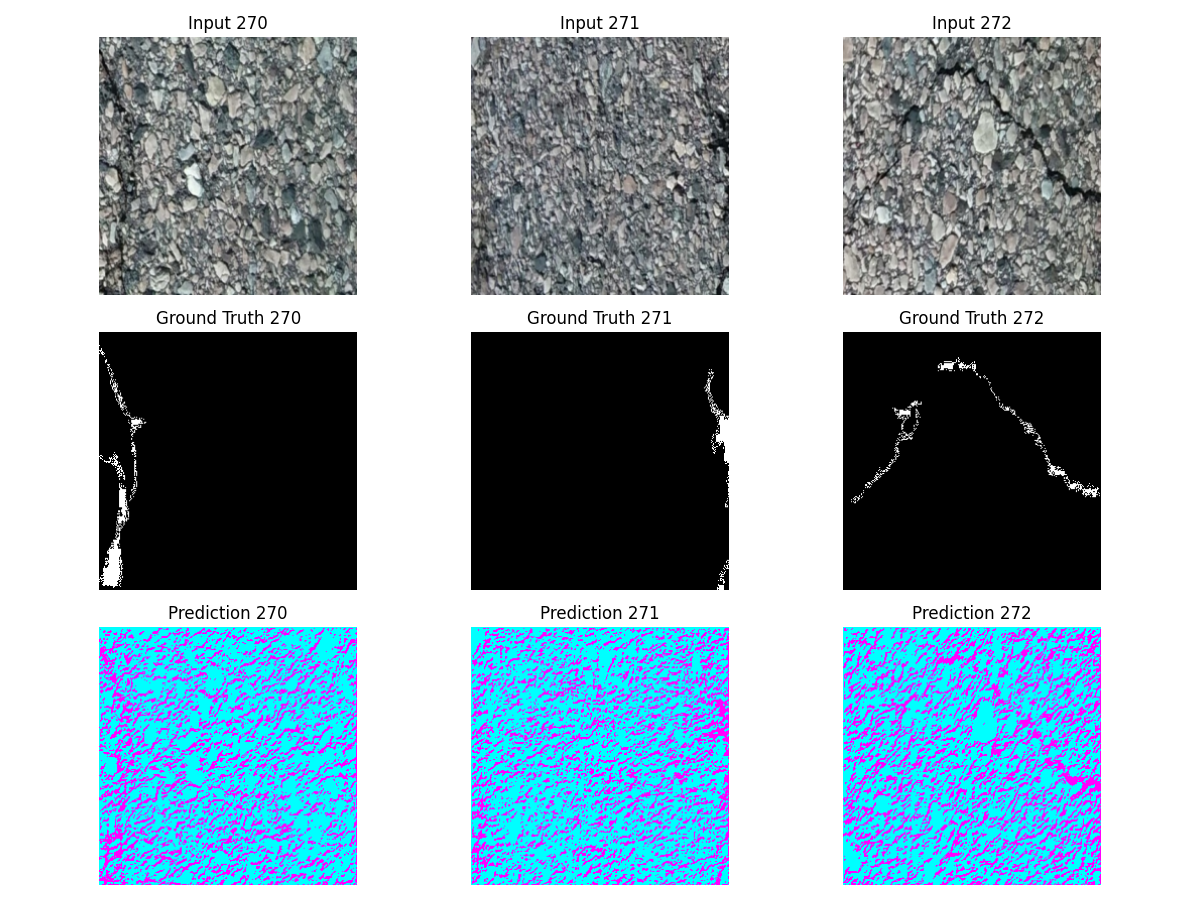 Input 270
Input 271
Input 272
Ground Truth 270
Ground Truth 271
Ground Truth 272
Prediction 270
Prediction 271
Prediction 272